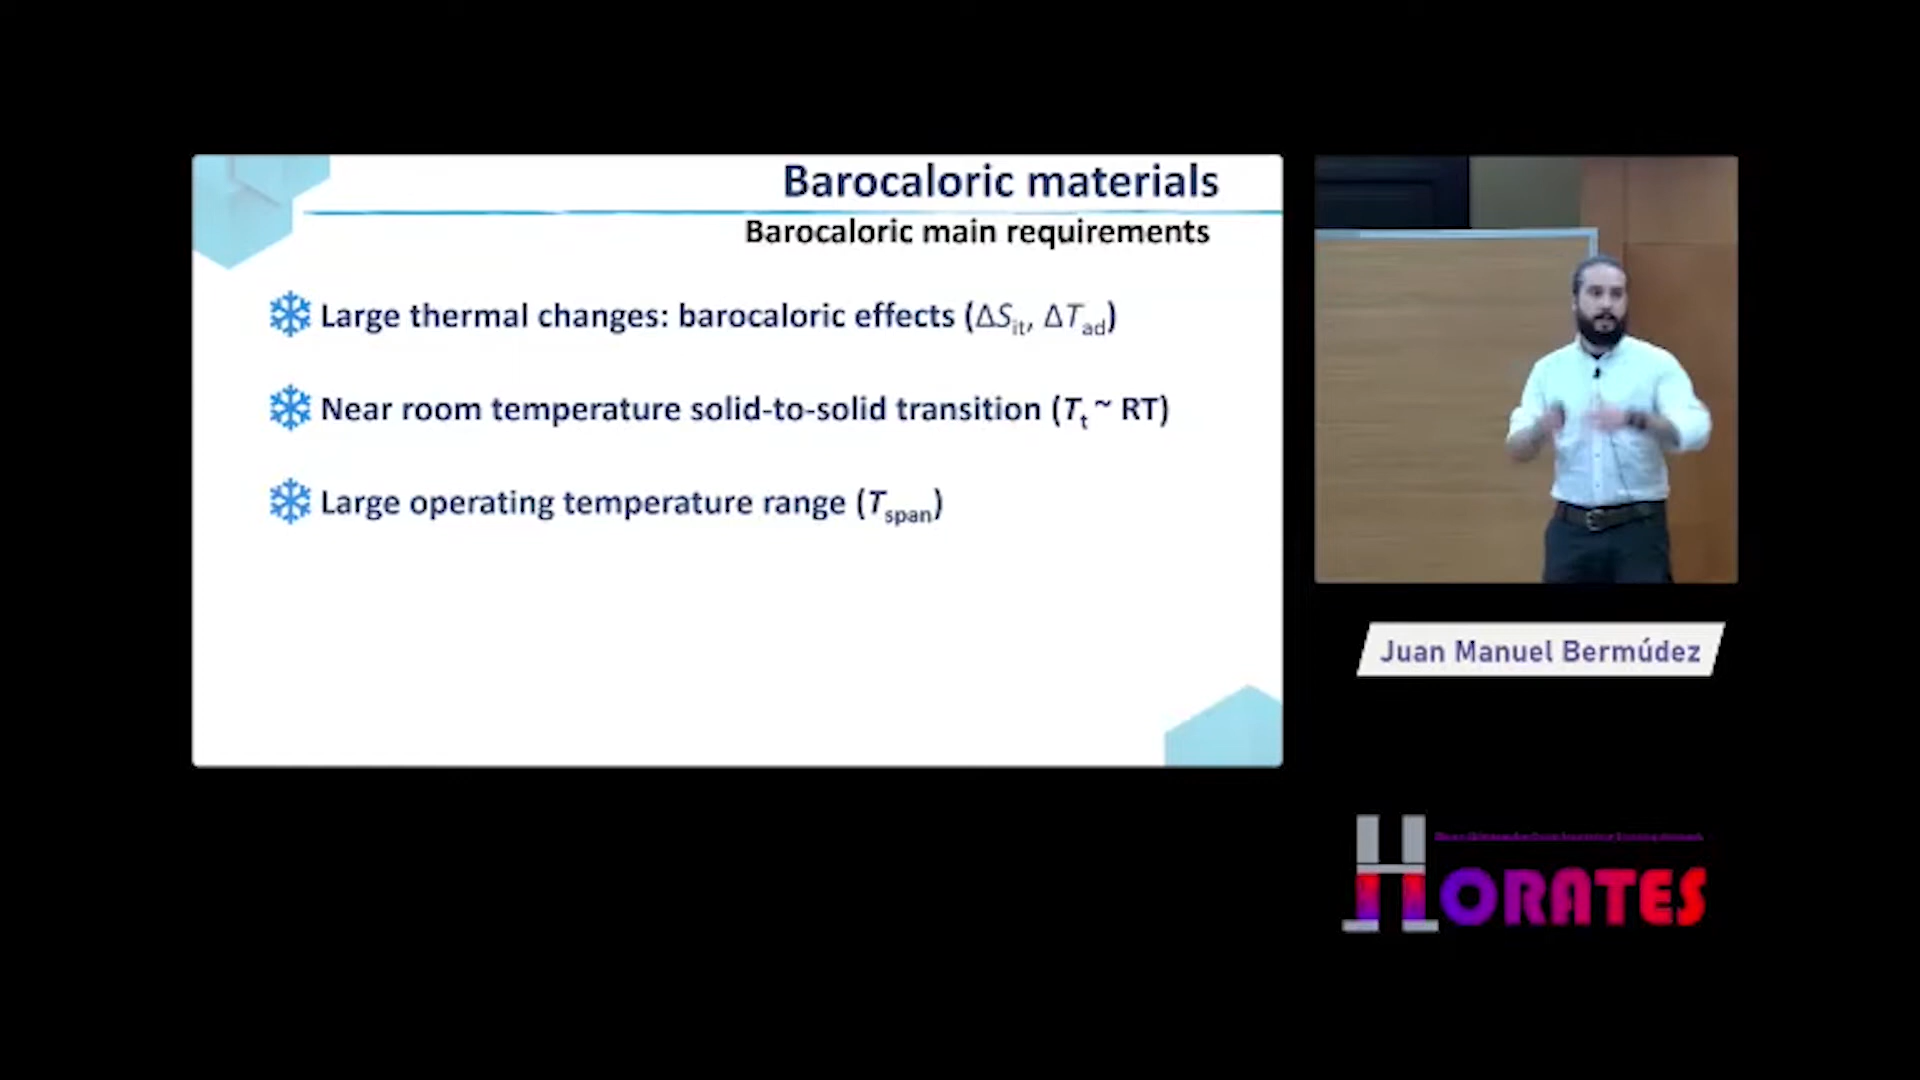 Barocaloric materials
Barocaloric main requirements
Large thermal changes: barocaloric effects (ΔSit, ΔTad)
Near room temperature solid-to-solid transition (Tt ~ RT)
Large operating temperature range (Tspan)
Juan Manuel Bermúdez
HORATES